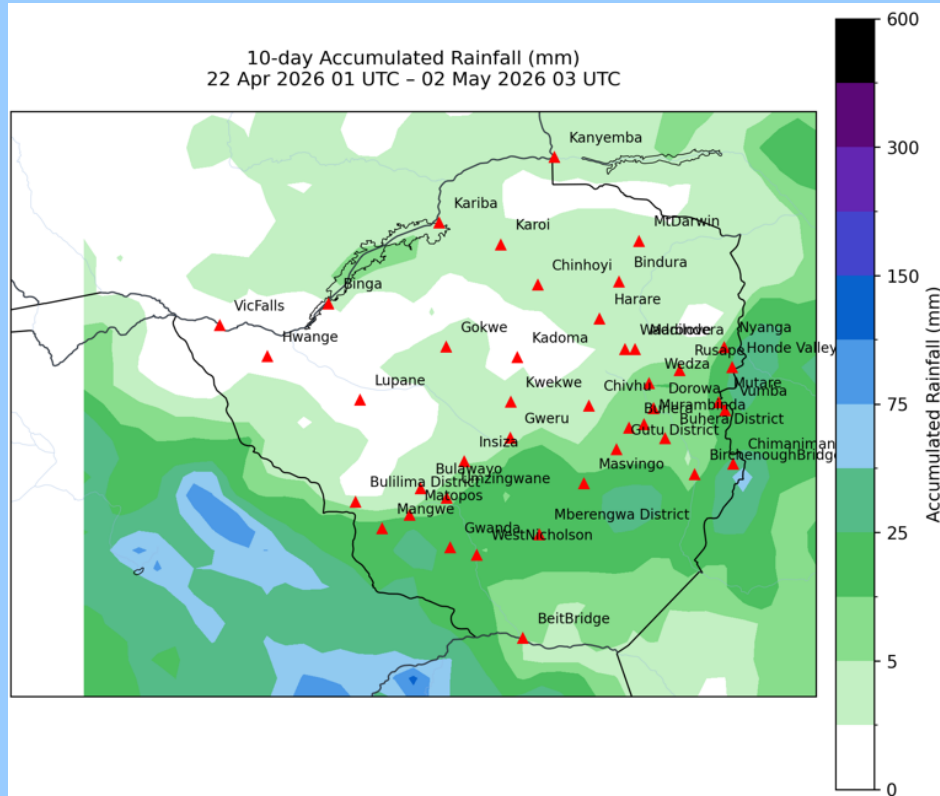 10-day Accumulated Rainfall (mm)
22 Apr 2026 01 UTC – 02 May 2026 03 UTC
600
300
150
75
25
5
0
Accumulated Rainfall (mm)
Kanyemba
Kariba
Karoi
MtDarwin
Chinhoyi
Bindura
Binga
Harare
VicFalls
Hwange
Gokwe
Kadoma
Nyanga
Rusape
Honde Valley
Wedza
Lupane
Kwekwe
Chivhu
Dorowa
Mutare
Vumba
Murambinda
Buhera
Buhera District
Gweru
Gutu District
Insiza
Chimaniman
BirchenoughBridge
Masvingo
Bulawayo
Umzingwane
Bulilima District
Matopos
Mangwe
Mberengwa District
Gwanda
WestNicholson
BeitBridge